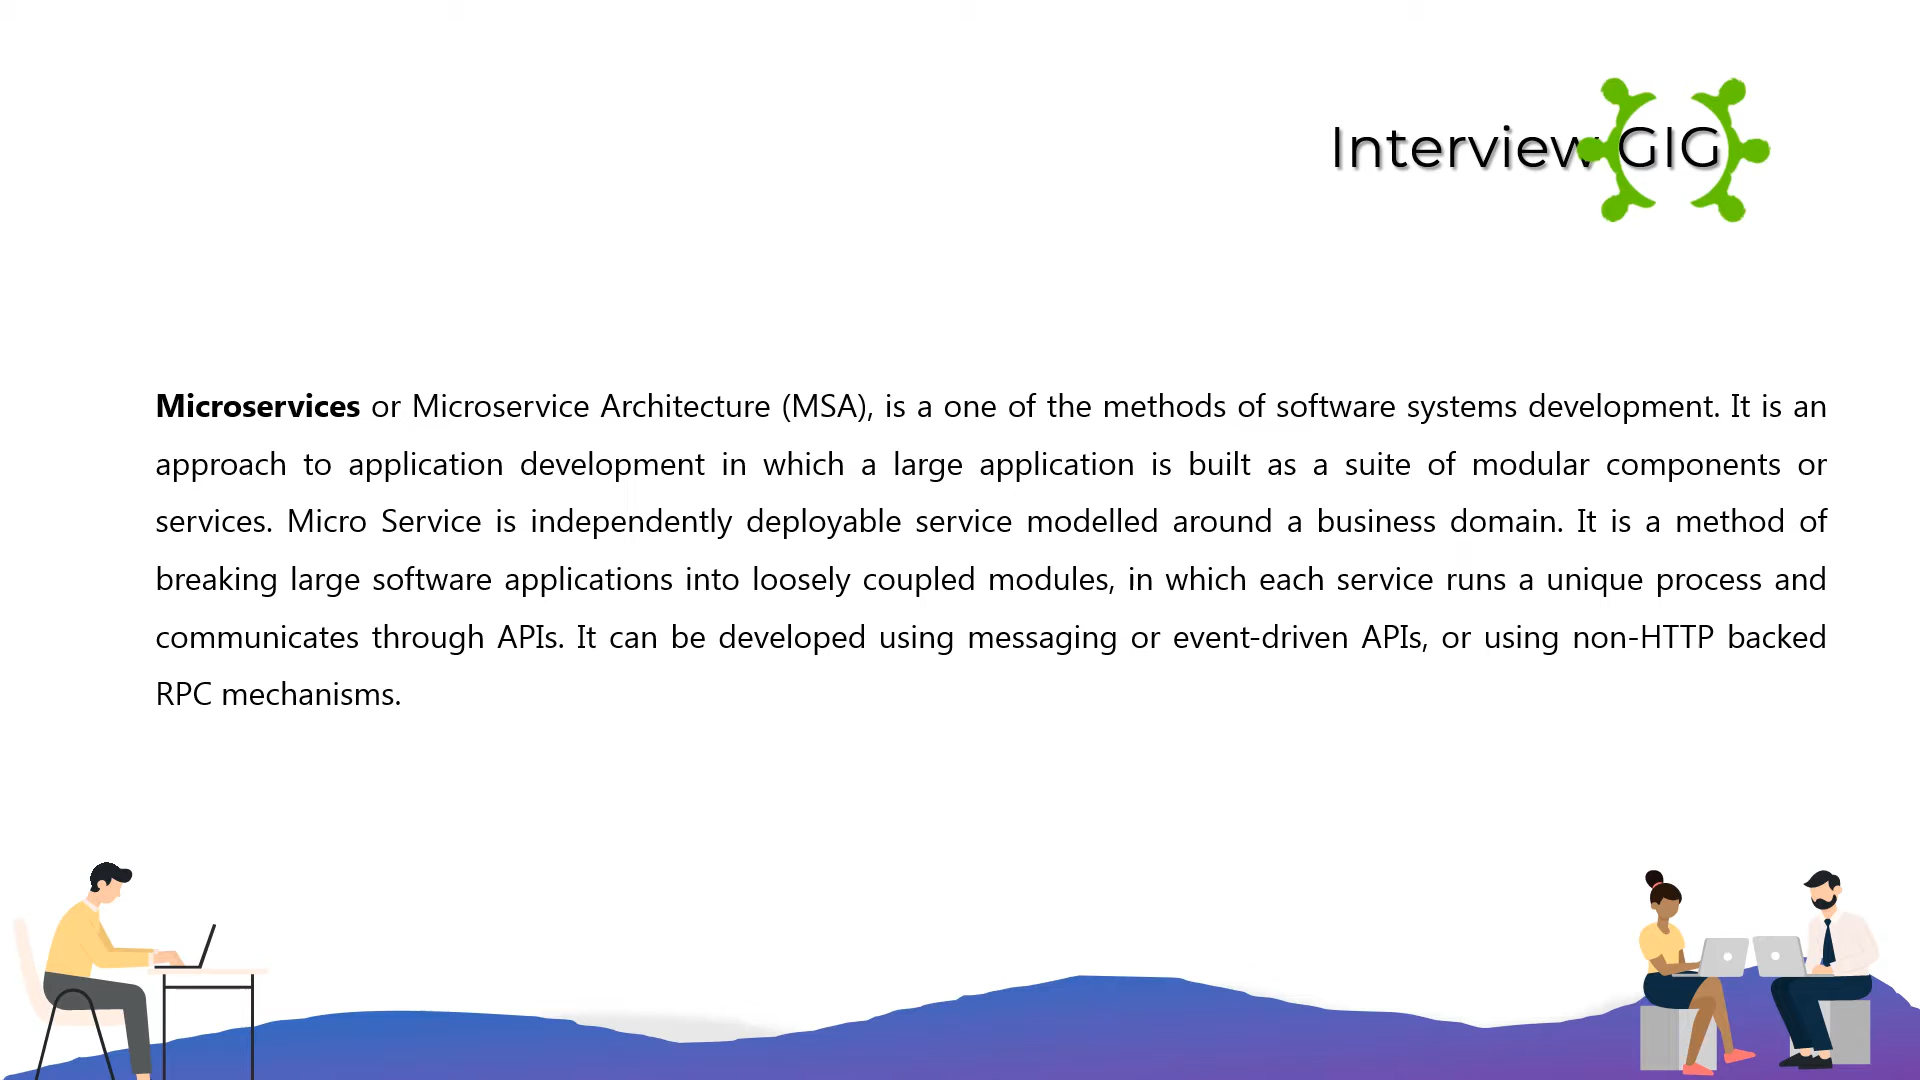 Interview GIG
Microservices or Microservice Architecture (MSA), is a one of the methods of software systems development. It is an
approach to application development in which a large application is built as a suite of modular components or
services. Micro Service is independently deployable service modelled around a business domain. It is a method of
breaking large software applications into loosely coupled modules, in which each service runs a unique process and
communicates through APIs. It can be developed using messaging or event-driven APIs, or using non-HTTP backed
RPC mechanisms.